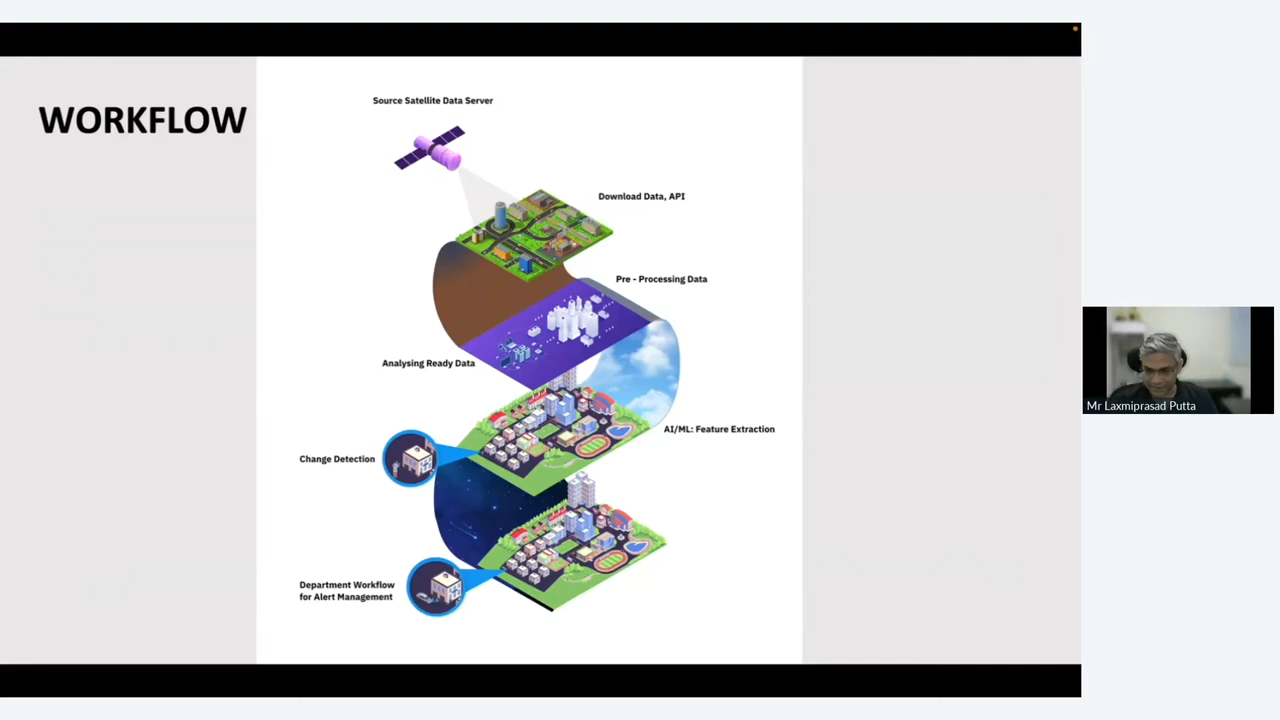 WORKFLOW
Source Satellite Data Server
Download Data, API
Pre - Processing Data
Analysing Ready Data
AI/ML: Feature Extraction
Change Detection
Department Workflow
for Alert Management
Mr Laxmiprasad Putta